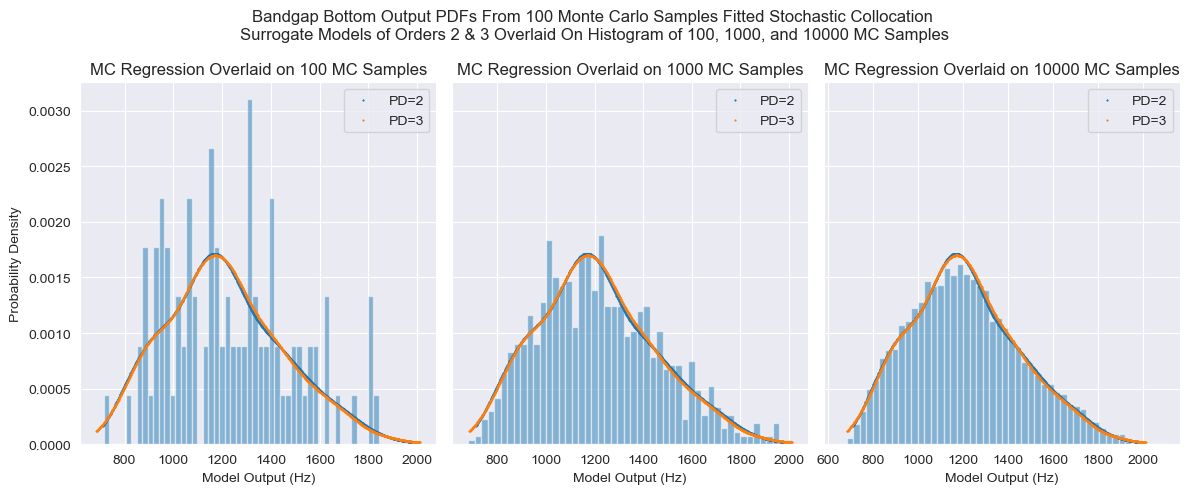 Bandgap Bottom Output PDFs From 100 Monte Carlo Samples Fitted Stochastic Collocation
Surrogate Models of Orders 2 & 3 Overlaid On Histogram of 100, 1000, and 10000 MC Samples
MC Regression Overlaid on 100 MC Samples
MC Regression Overlaid on 1000 MC Samples
MC Regression Overlaid on 10000 MC Samples
PD=2
PD=3
PD=2
PD=3
PD=2
PD=3
Probability Density
0.0030
0.0025
0.0020
0.0015
0.0010
0.0005
0.0000
800 1000 1200 1400 1600 1800 2000
800 1000 1200 1400 1600 1800 2000
600 800 1000 1200 1400 1600 1800 2000
Model Output (Hz)
Model Output (Hz)
Model Output (Hz)